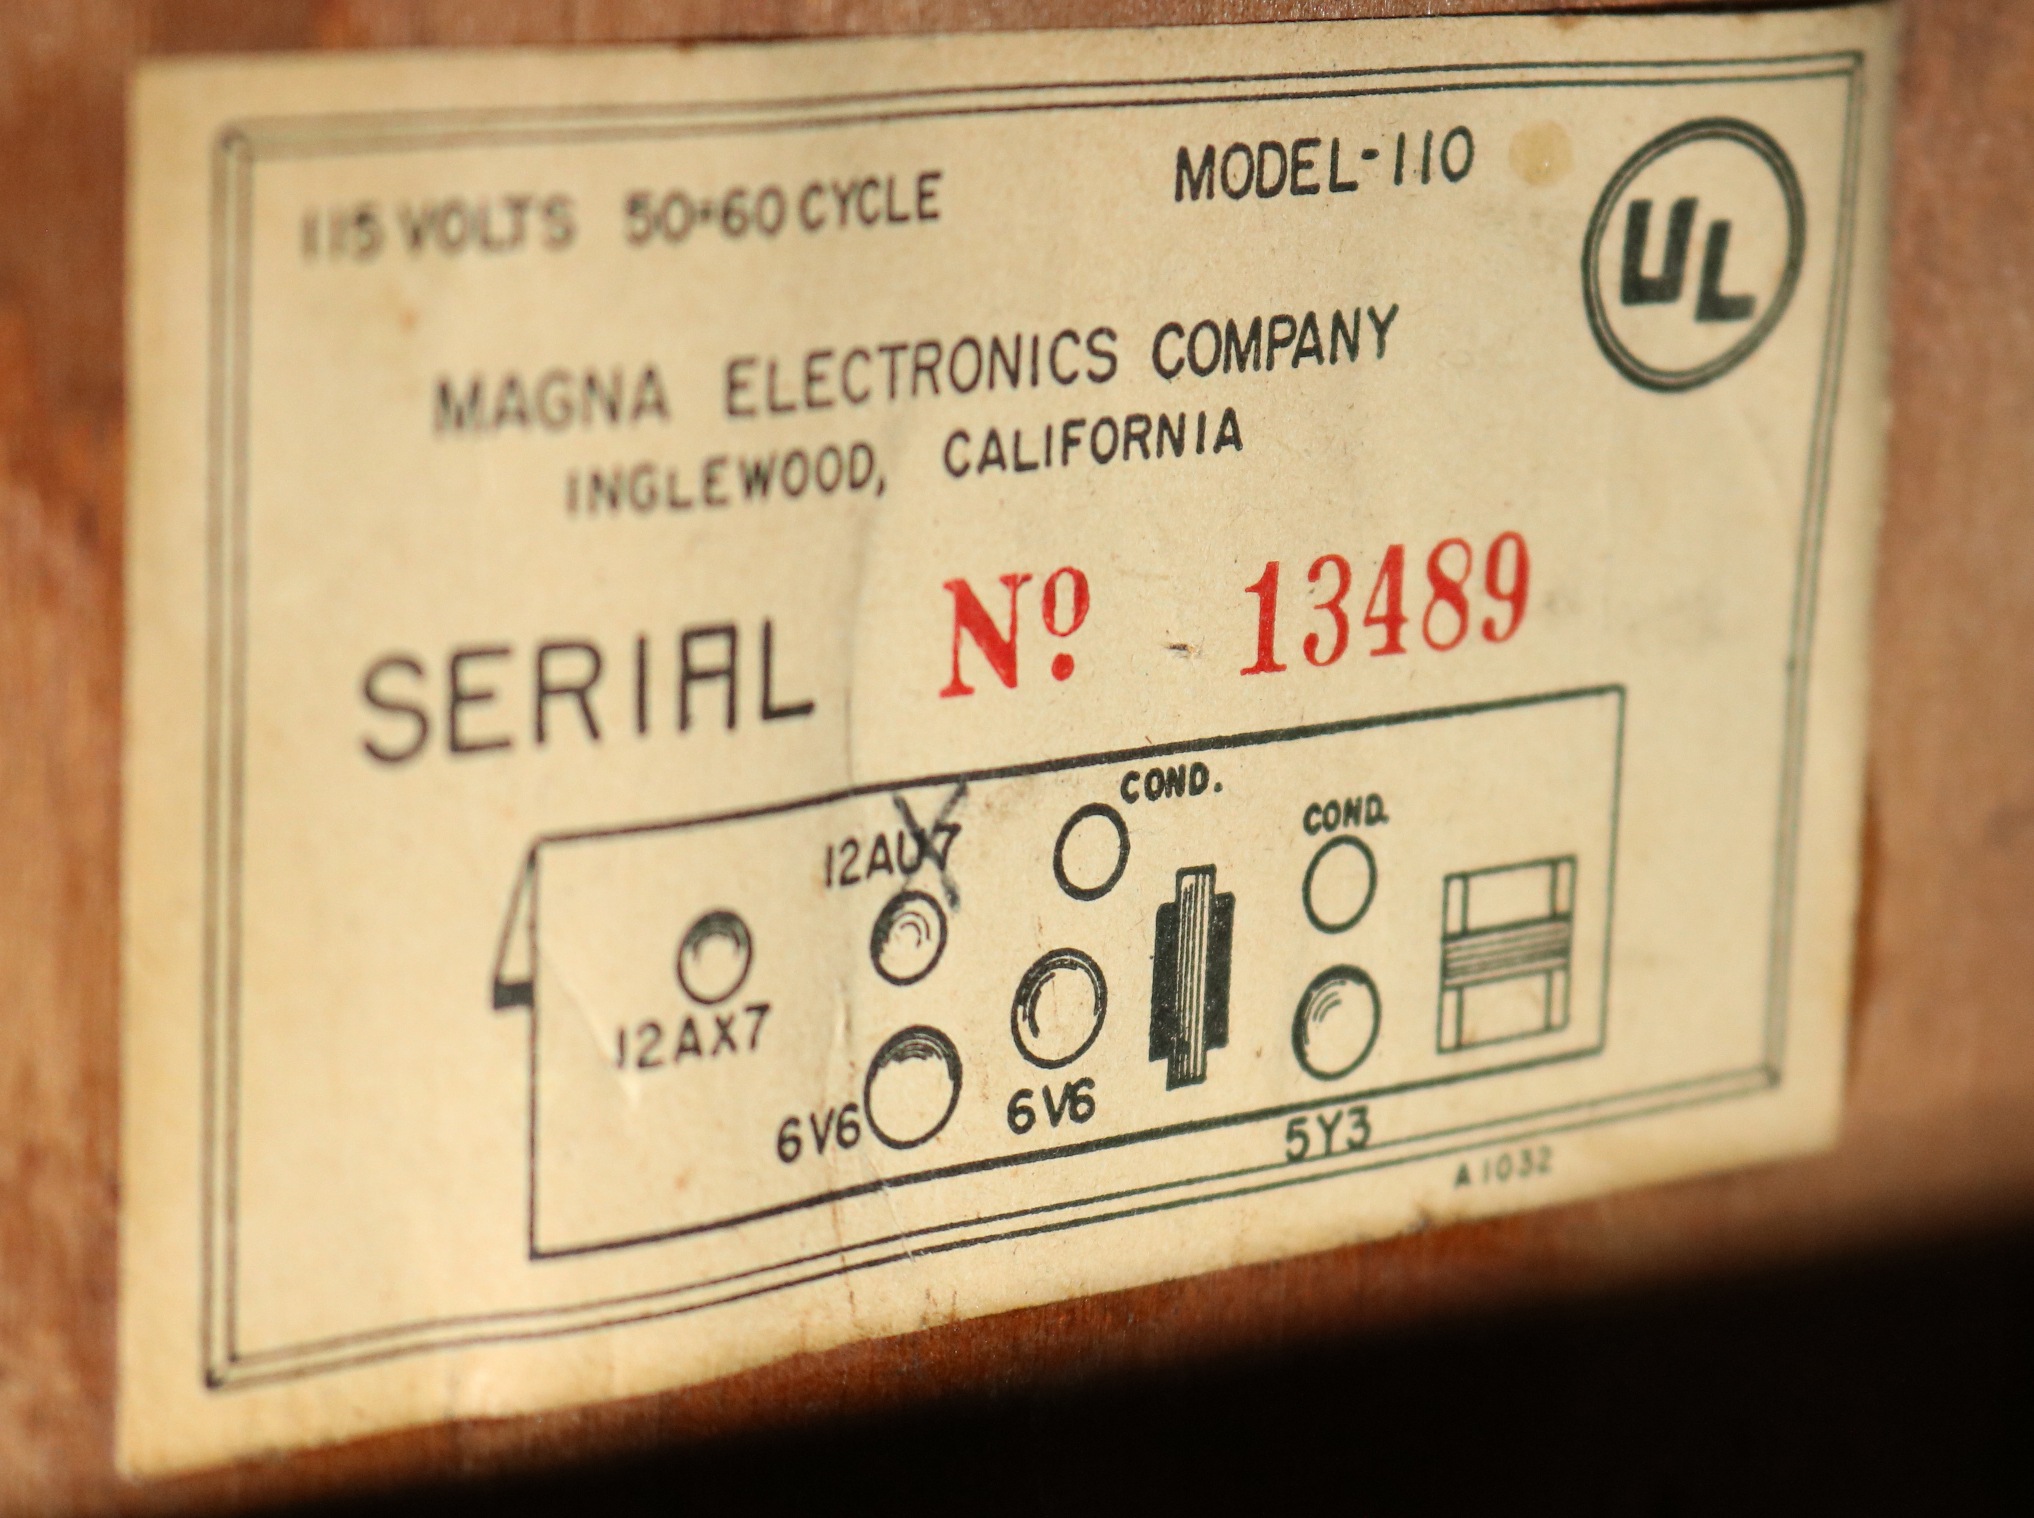 115 VOLTS 50-60 CYCLE MODEL-110
UL
MAGNA ELECTRONICS COMPANY
INGLEWOOD, CALIFORNIA
SERIAL Nº 13489
COND.
COND.
X
12AU7
12AX7
6V6
6V6
5Y3
A1032